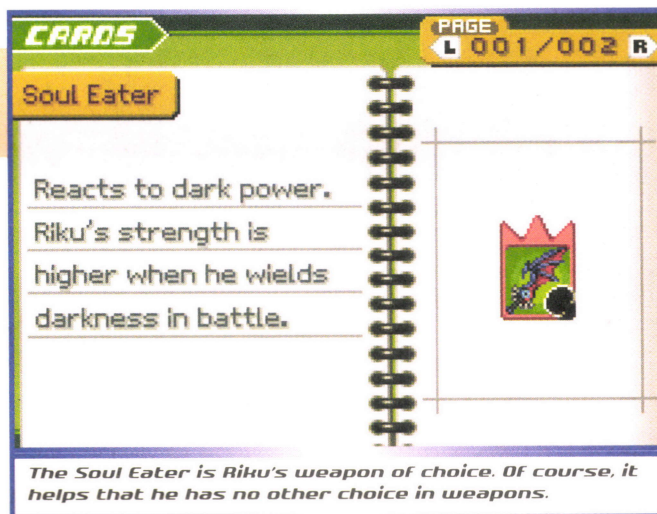 CARDS
PAGE
L 001/002 R
Soul Eater
Reacts to dark power.
Riku's strength is
higher when he wields
darkness in battle.
The Soul Eater is Riku's weapon of choice. Of course, it
helps that he has no other choice in weapons.